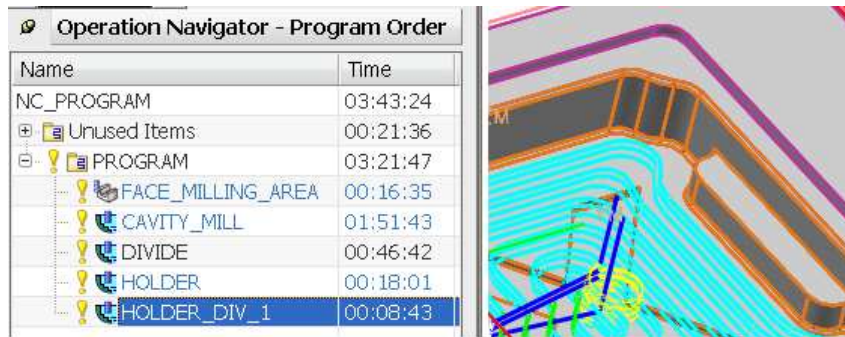 Operation Navigator - Program Order
Name Time
NC_PROGRAM 03:43:24
Unused Items 00:21:36
PROGRAM 03:21:47
FACE_MILLING_AREA 00:16:35
CAVITY_MILL 01:51:43
DIVIDE 00:46:42
HOLDER 00:18:01
HOLDER_DIV_1 00:08:43
M